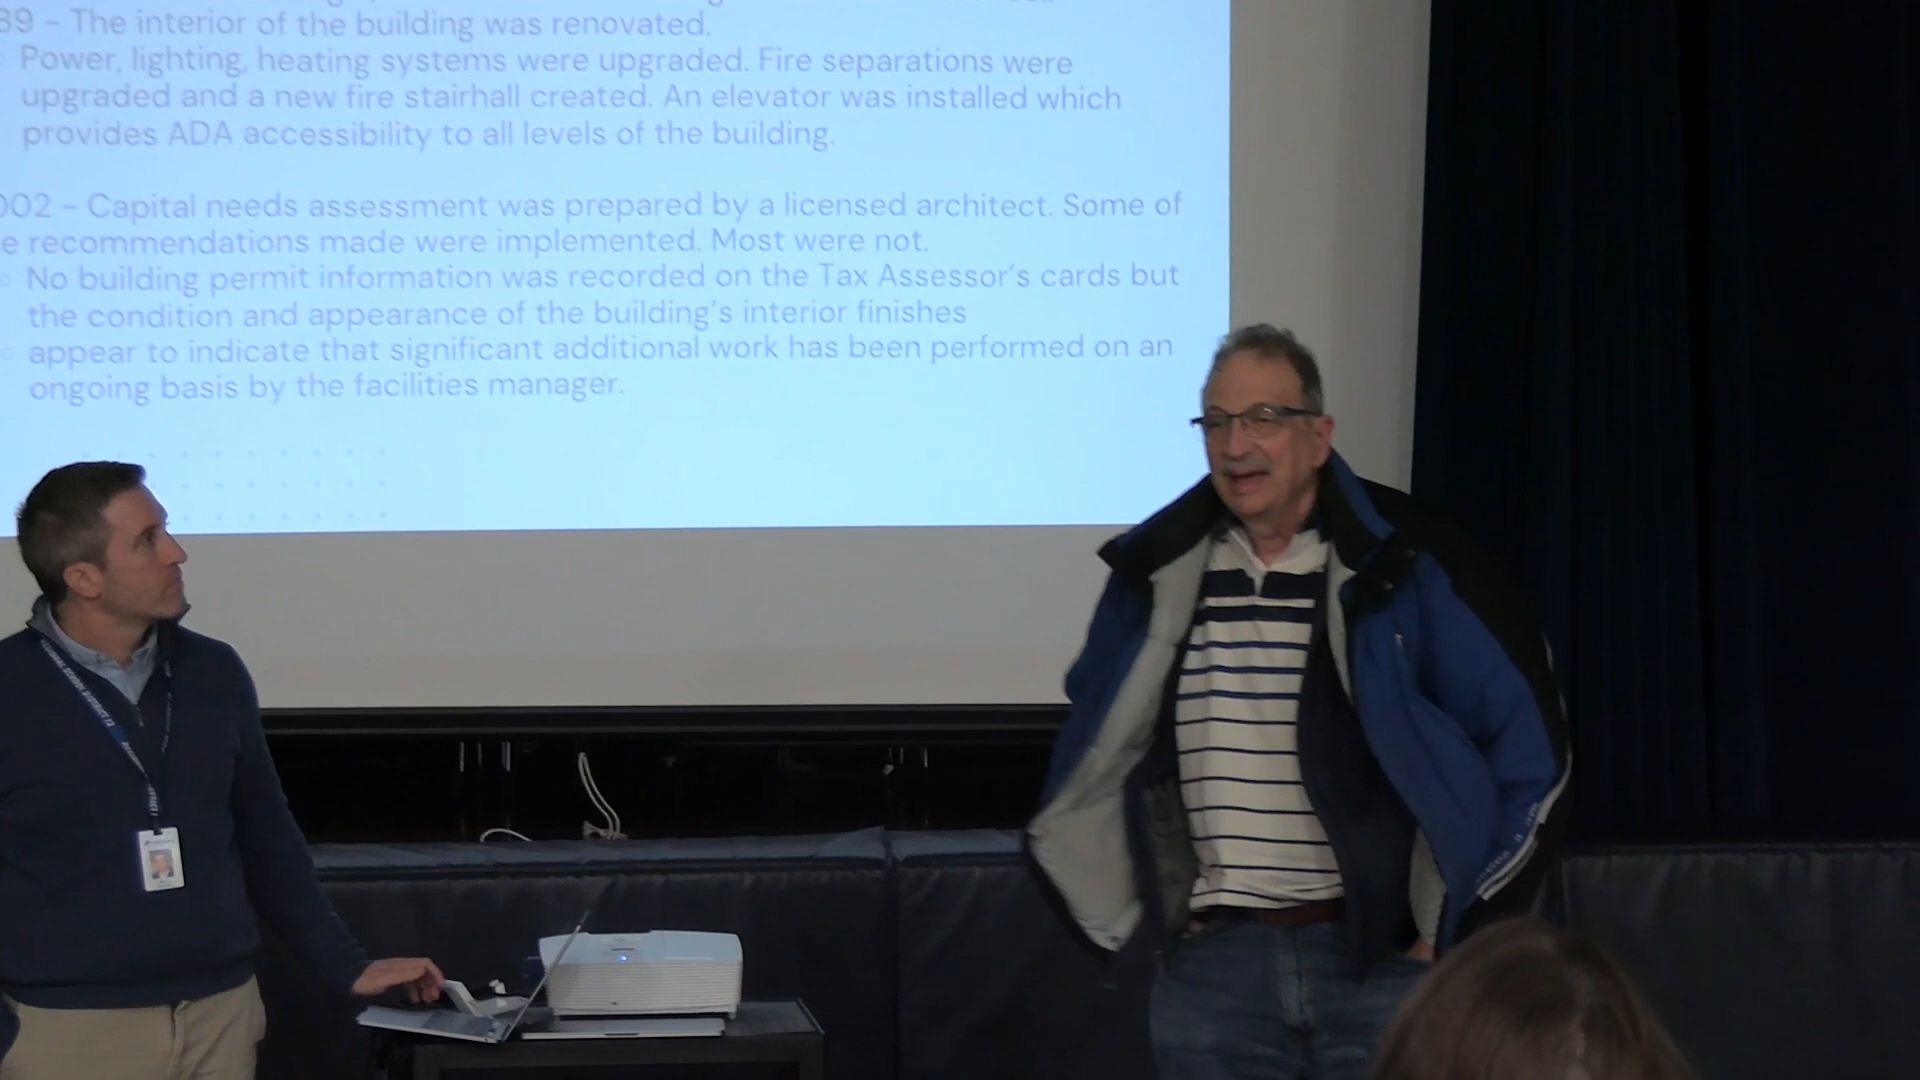 89 – The interior of the building was renovated.
Power, lighting, heating systems were upgraded. Fire separations were
upgraded and a new fire stairhall created. An elevator was installed which
provides ADA accessibility to all levels of the building.
002 – Capital needs assessment was prepared by a licensed architect. Some of
e recommendations made were implemented. Most were not.
No building permit information was recorded on the Tax Assessor's cards but
the condition and appearance of the building's interior finishes
appear to indicate that significant additional work has been performed on an
ongoing basis by the facilities manager.
REGIONAL SCHOOL DISTRICT